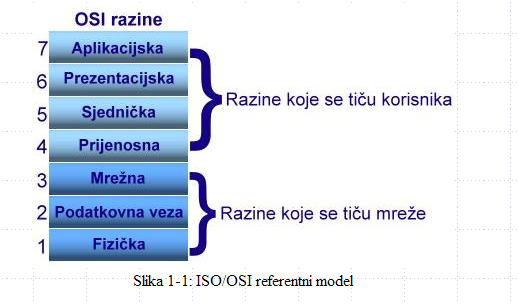 OSI razine
7 Aplikacijska
6 Prezentacijska
5 Sjednička
4 Prijenosna
Razine koje se tiču korisnika
3 Mrežna
2 Podatkovna veza
1 Fizička
Razine koje se tiču mreže
Slika 1-1: ISO/OSI referentni model